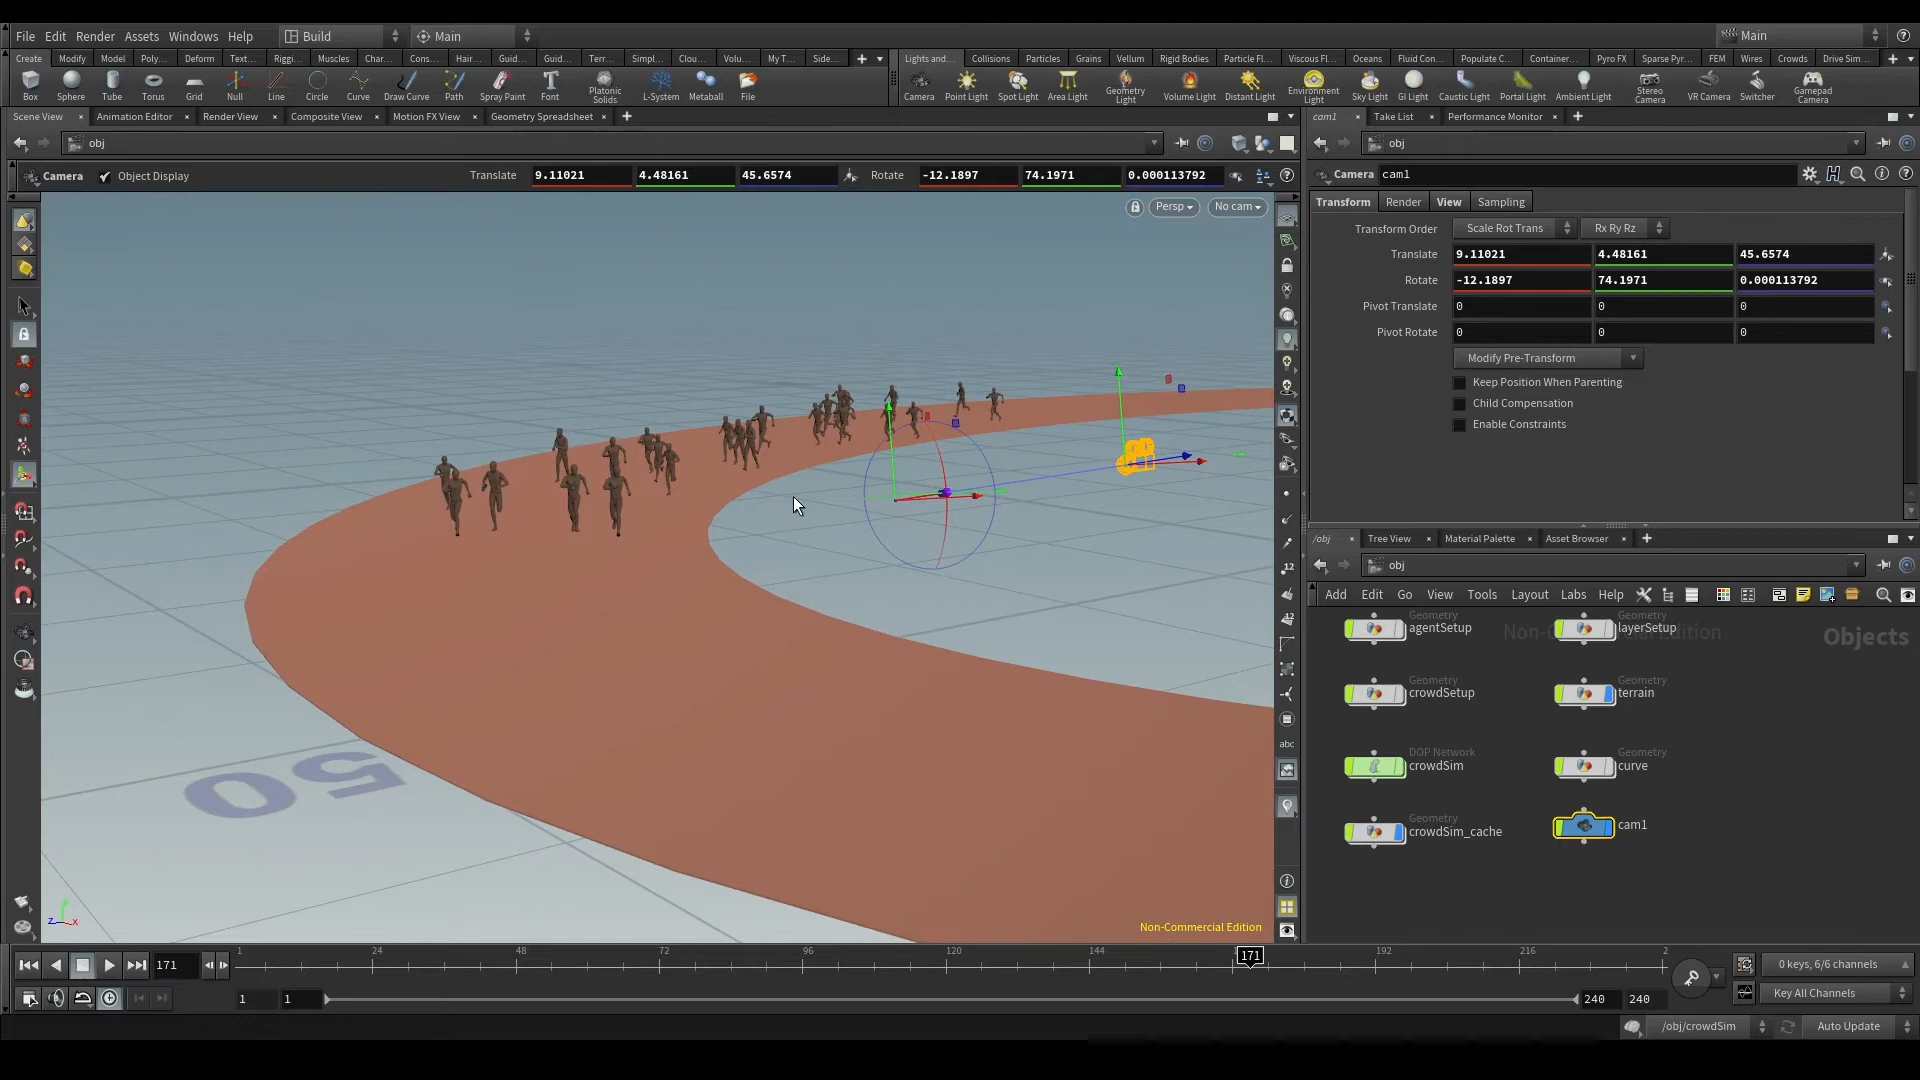 File Edit Render Assets Windows Help Build Main Main
Create Modify Model Poly... Deform Text... Riggi... Muscles Char... Cons... Hair... Guid... Guid... Terr... Simpl... Clou... Volu... My T... Side... Lights and... Collisions Particles Grains Vellum Rigid Bodies Particle Fl... Viscous Fl... Oceans Fluid Con... Populate C... Container... Pyro FX Sparse Pyr... FEM Wires Crowds Drive Sim...
Box Sphere Tube Torus Grid Null Line Circle Curve Draw Curve Path Spray Paint Font Platonic Solids L-System Metaball File Camera Point Light Spot Light Area Light Geometry Light Volume Light Distant Light Environment Light Sky Light GI Light Caustic Light Portal Light Ambient Light Stereo Camera VR Camera Switcher Gamepad Camera
Scene View Animation Editor Render View Composite View Motion FX View Geometry Spreadsheet cam1 Take List Performance Monitor
obj obj
Camera Object Display Translate 9.11021 4.48161 45.6574 Rotate -12.1897 74.1971 0.000113792 Camera cam1
Persp No cam
Transform Render View Sampling
Transform Order Scale Rot Trans Rx Ry Rz
Translate 9.11021 4.48161 45.6574
Rotate -12.1897 74.1971 0.000113792
Pivot Translate 0 0 0
Pivot Rotate 0 0 0
Modify Pre-Transform
Keep Position When Parenting
Child Compensation
Enable Constraints
/obj Tree View Material Palette Asset Browser
obj
Add Edit Go View Tools Layout Labs Help
Geometry Geometry
agentSetup layerSetup Objects
Geometry Geometry
crowdSetup terrain
DOP Network Geometry
crowdSim curve
Geometry
crowdSim_cache cam1
abc
12
12
50
z x
Non-Commercial Edition
171 1 24 48 72 96 120 144 171 192 216 2
0 keys, 6/6 channels
1 1 240 240 Key All Channels
/obj/crowdSim Auto Update